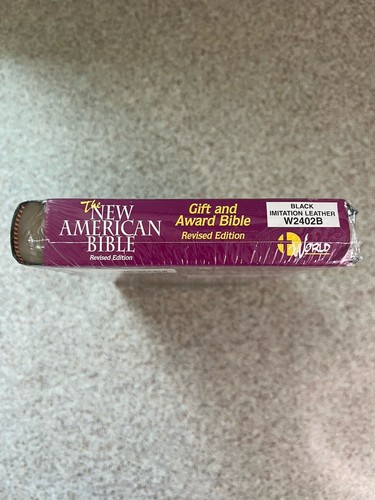 The
NEW
AMERICAN
BIBLE
Revised Edition
Gift and
Award Bible
Revised Edition
BLACK
IMITATION LEATHER
W2402B
WORLD